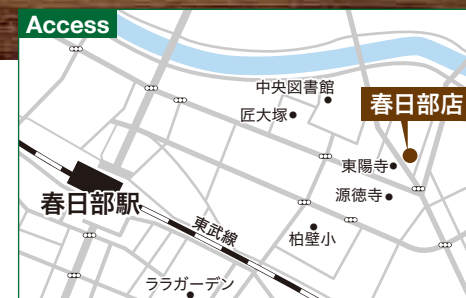 Access
中央図書館
匠大塚
春日部店
東陽寺
源徳寺
春日部駅
東武線
柏壁小
ララガーデン